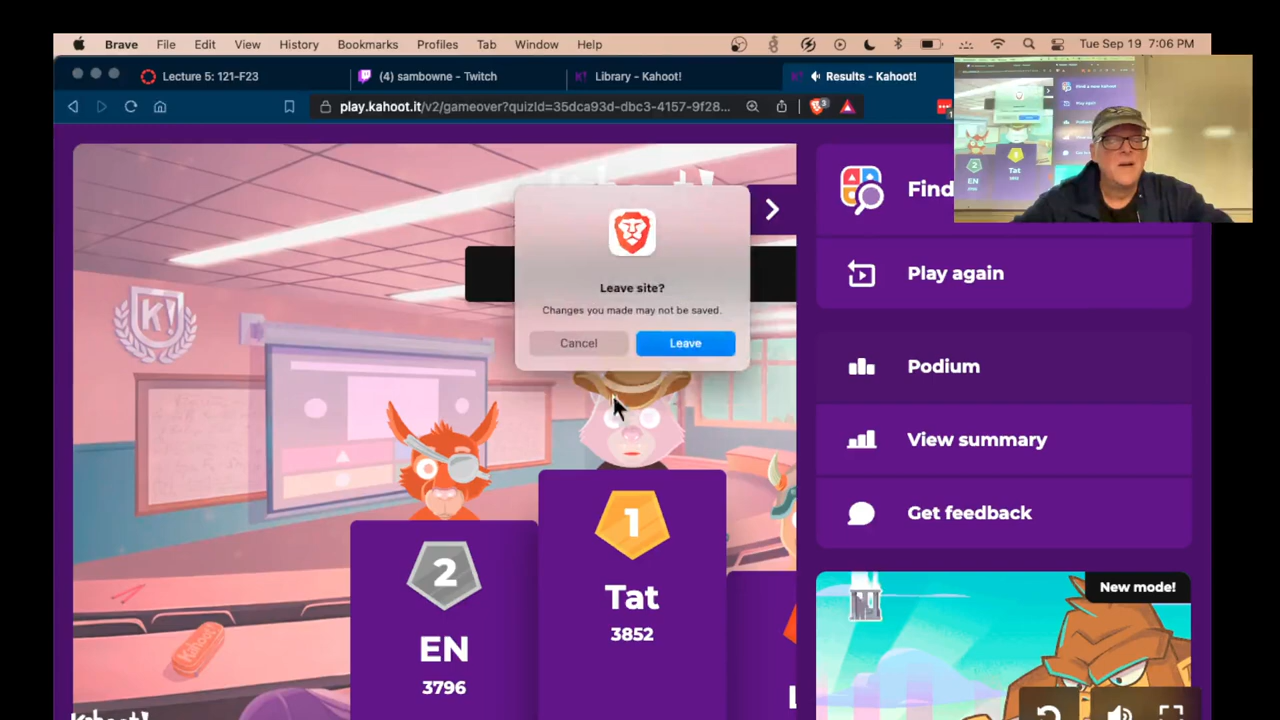 Brave File Edit View History Bookmarks Profiles Tab Window Help Tue Sep 19 7:06 PM
Lecture 5: 121-F23 (4) sambowne - Twitch Library - Kahoot! Results - Kahoot!
play.kahoot.it/v2/gameover?quizId=35dca93d-dbc3-4157-9f28... 3
Find
Leave site?
Changes you made may not be saved.
Cancel Leave
Play again
Podium
View summary
Get feedback
New mode!
K!
1
Tat
3852
2
EN
3796
Kahoot!
Kahoot!